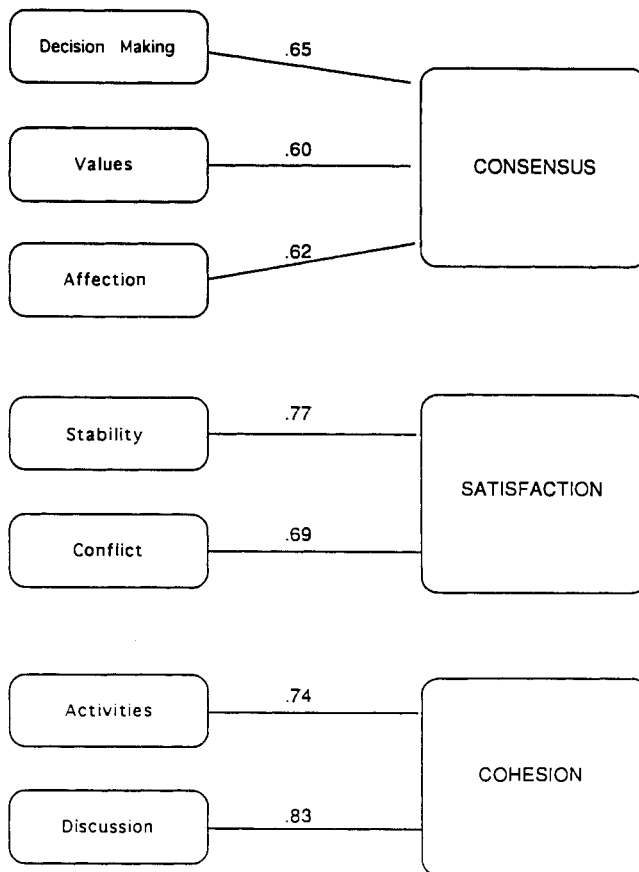 Decision Making
.65
Values
.60
CONSENSUS
Affection
.62
Stability
.77
SATISFACTION
Conflict
.69
Activities
.74
COHESION
Discussion
.83